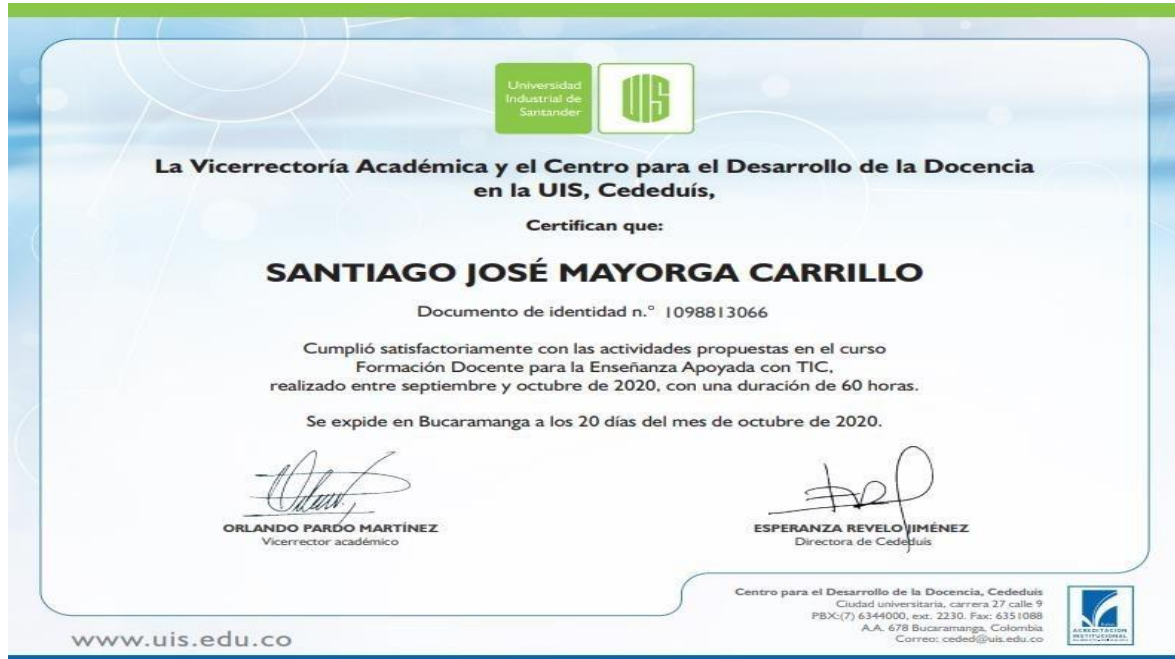 Universidad
Industrial de
Santander
UIS
La Vicerrectoría Académica y el Centro para el Desarrollo de la Docencia
en la UIS, Cededuís,
Certifican que:
SANTIAGO JOSÉ MAYORGA CARRILLO
Documento de identidad n.° 1098813066
Cumplió satisfactoriamente con las actividades propuestas en el curso
Formación Docente para la Enseñanza Apoyada con TIC,
realizado entre septiembre y octubre de 2020, con una duración de 60 horas.
Se expide en Bucaramanga a los 20 días del mes de octubre de 2020.
ORLANDO PARDO MARTÍNEZ
Vicerrector académico
ESPERANZA REVELO JIMÉNEZ
Directora de Cededuís
Centro para el Desarrollo de la Docencia, Cededuís
Ciudad universitaria, carrera 27 calle 9
PBX:(7) 6344000, ext. 2230. Fax: 6351088
A.A. 678 Bucaramanga, Colombia
Correo: ceded@uis.edu.co
www.uis.edu.co
ACREDITACIÓN
INSTITUCIONAL